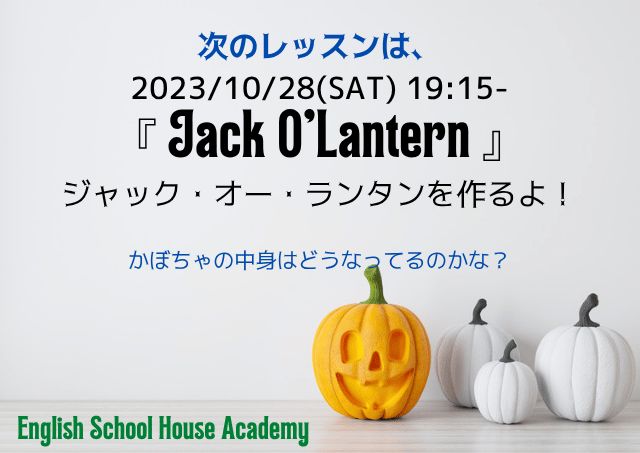 次のレッスンは、
2023/10/28(SAT) 19:15-
『 Jack O'Lantern 』
ジャック・オー・ランタンを作るよ！
かぼちゃの中身はどうなってるのかな？
English School House Academy